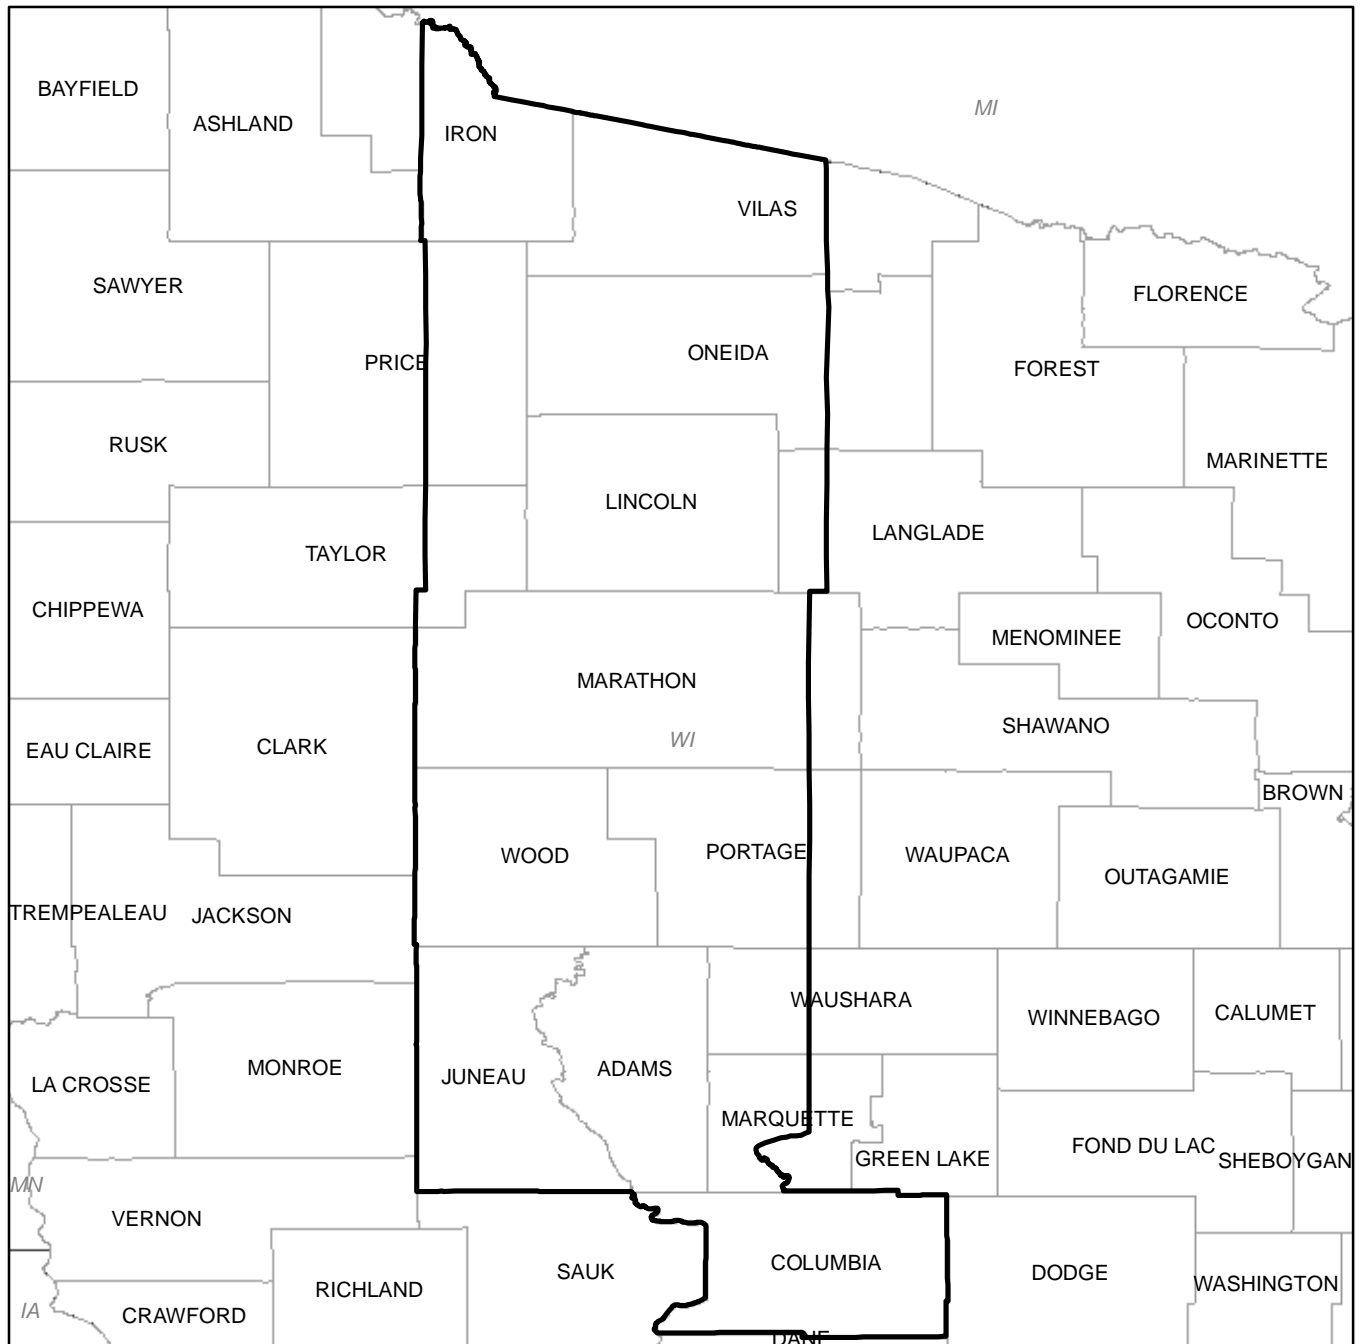 BAYFIELD
MI
ASHLAND
IRON
VILAS
SAWYER
FLORENCE
ONEIDA
PRICE
FOREST
RUSK
MARINETTE
LINCOLN
LANGLADE
TAYLOR
CHIPPEWA
OCONTO
MENOMINEE
MARATHON
SHAWANO
WI
CLARK
EAU CLAIRE
BROWN
PORTAGE
WOOD
WAUPACA
OUTAGAMIE
TREMPEALEAU
JACKSON
WAUSHARA
CALUMET
WINNEBAGO
MONROE
ADAMS
JUNEAU
LA CROSSE
MARQUETTE
FOND DU LAC
GREEN LAKE
SHEBOYGAN
MN
VERNON
COLUMBIA
SAUK
DODGE
WASHINGTON
RICHLAND
IA
CRAWFORD
DANE